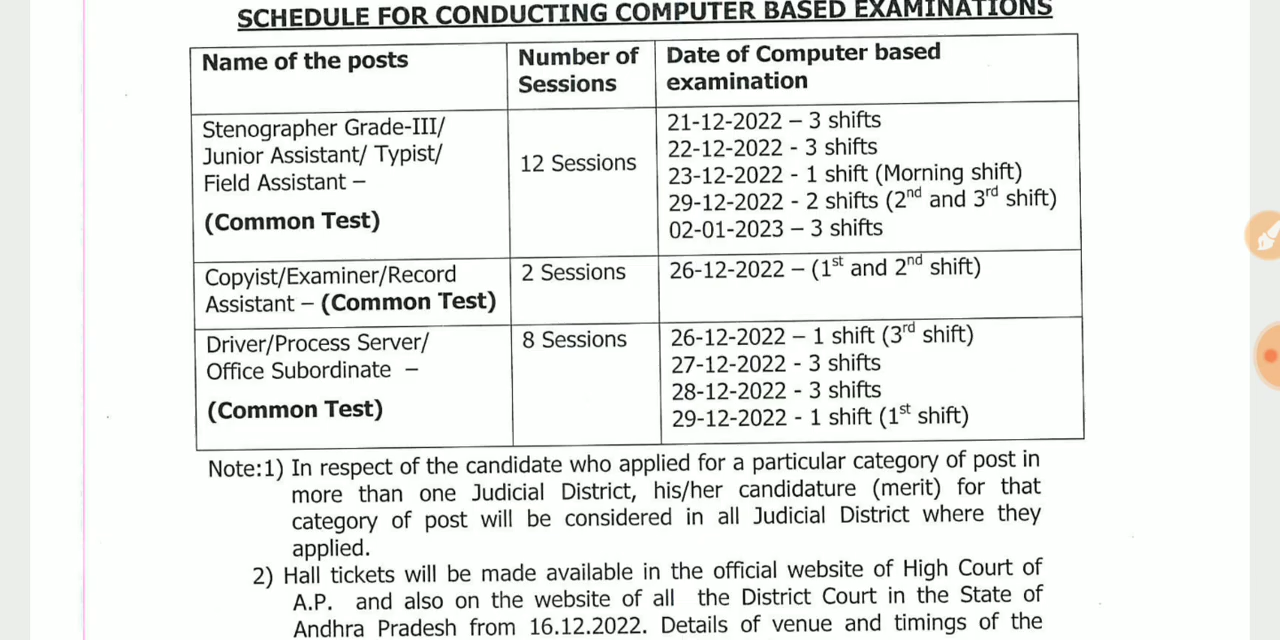 SCHEDULE FOR CONDUCTING COMPUTER BASED EXAMINATIONS
Name of the posts
Number of Sessions
Date of Computer based examination
Stenographer Grade-III/
Junior Assistant/ Typist/
Field Assistant –
(Common Test)
12 Sessions
21-12-2022 – 3 shifts
22-12-2022 - 3 shifts
23-12-2022 - 1 shift (Morning shift)
29-12-2022 - 2 shifts (2nd and 3rd shift)
02-01-2023 – 3 shifts
Copyist/Examiner/Record
Assistant – (Common Test)
2 Sessions
26-12-2022 – (1st and 2nd shift)
Driver/Process Server/
Office Subordinate –
(Common Test)
8 Sessions
26-12-2022 – 1 shift (3rd shift)
27-12-2022 - 3 shifts
28-12-2022 - 3 shifts
29-12-2022 - 1 shift (1st shift)
Note:1) In respect of the candidate who applied for a particular category of post in
more than one Judicial District, his/her candidature (merit) for that
category of post will be considered in all Judicial District where they
applied.
2) Hall tickets will be made available in the official website of High Court of
A.P. and also on the website of all the District Court in the State of
Andhra Pradesh from 16.12.2022. Details of venue and timings of the